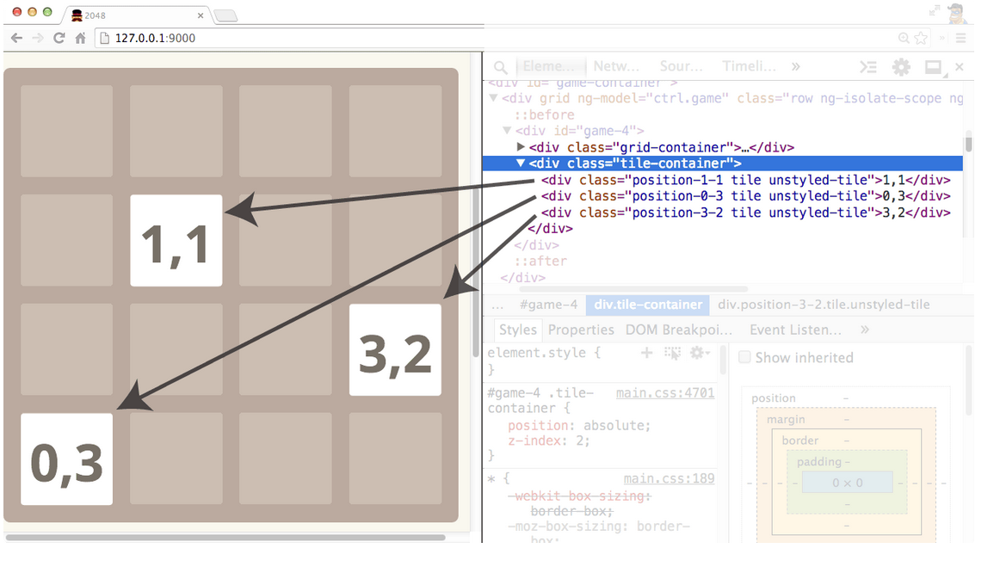 2048
127.0.0.1:9000
Eleme... Netw... Sour... Timeli... »
<div id="game-container">
▼<div grid ng-model="ctrl.game" class="row ng-isolate-scope ng
::before
▼<div id="game-4">
▶<div class="grid-container">…</div>
▼<div class="tile-container">
<div class="position-1-1 tile unstyled-tile">1,1</div>
<div class="position-0-3 tile unstyled-tile">0,3</div>
<div class="position-3-2 tile unstyled-tile">3,2</div>
</div>
</div>
::after
</div>
1,1
3,2
0,3
... #game-4 div.tile-container div.position-3-2.tile.unstyled-tile
Styles Properties DOM Breakpoi... Event Listen... »
element.style {
}
#game-4 .tile- main.css:4701
container {
position: absolute;
z-index: 2;
}
* { main.css:189
-webkit-box-sizing:
border-box;
-moz-box-sizing: border-
box;
Show inherited
position -
margin -
border -
padding -
- - - - 0 × 0 - - - -
-
-